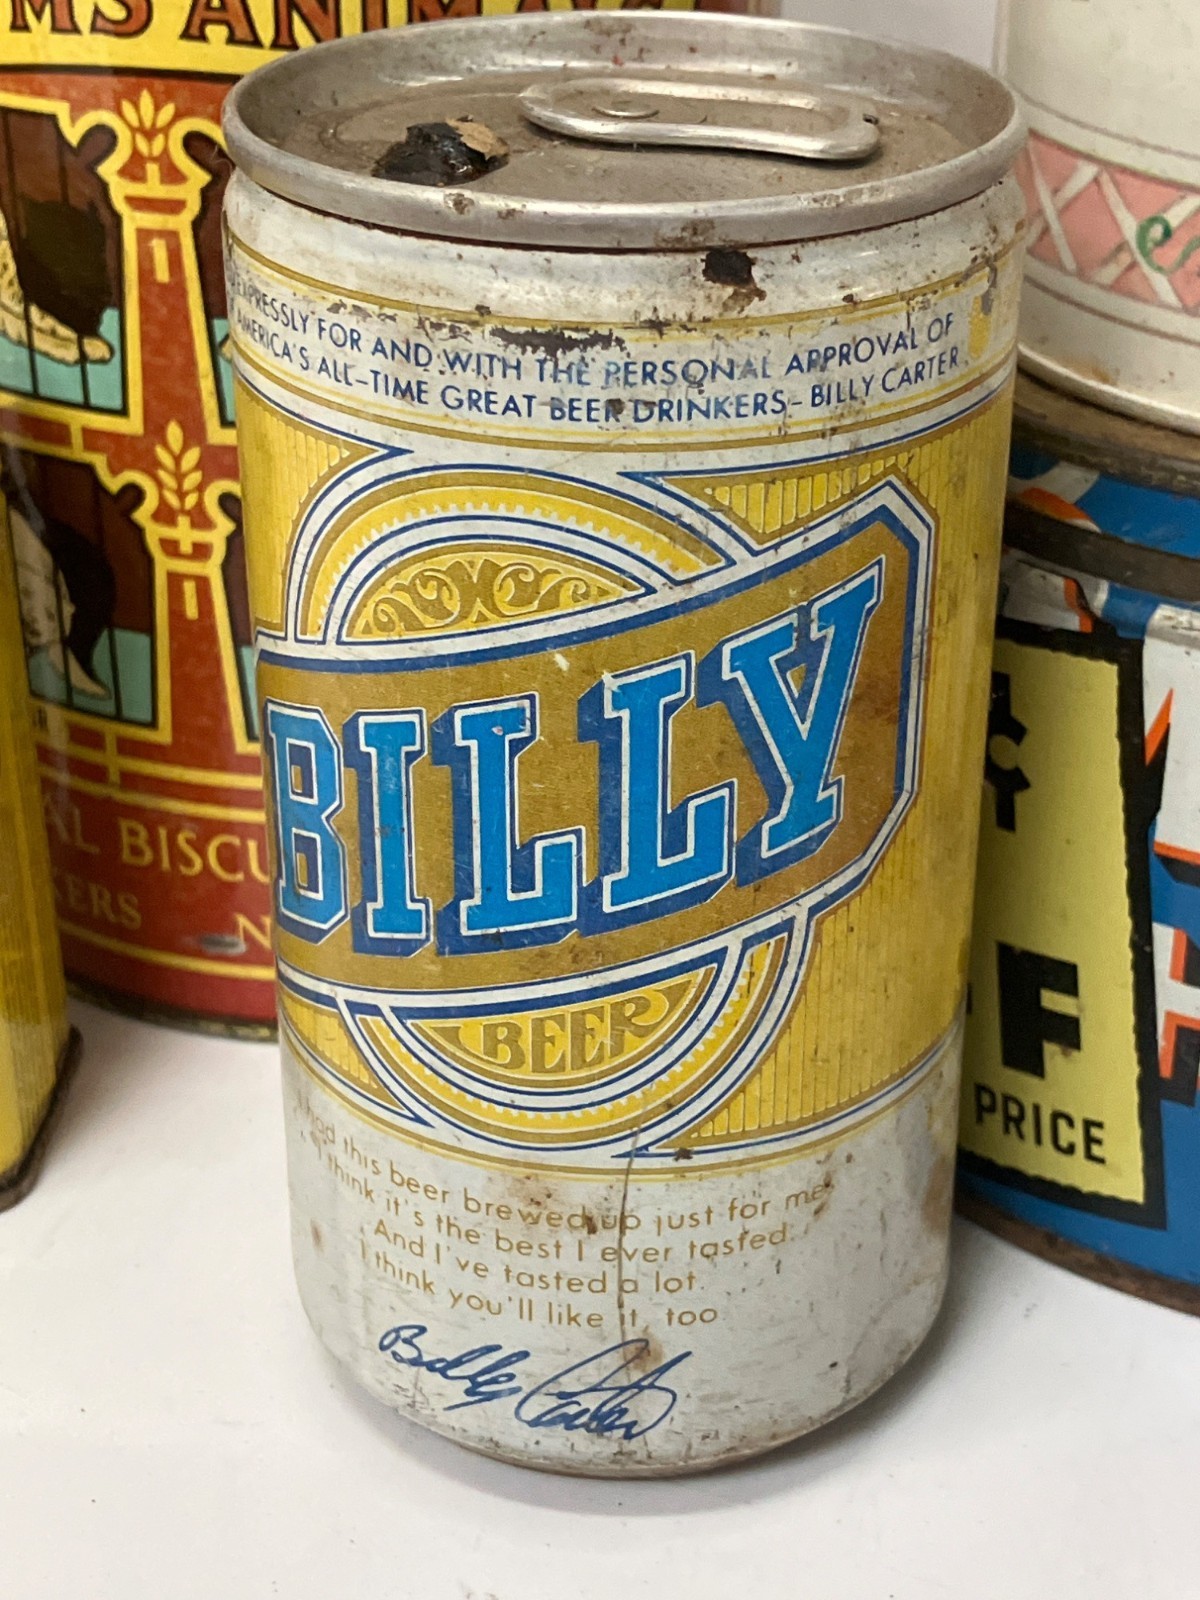 MS ANIMA
EXPRESSLY FOR AND WITH THE PERSONAL APPROVAL OF
AMERICA'S ALL-TIME GREAT BEER DRINKERS - BILLY CARTER.
BILLY
BEER
I had this beer brewed up just for me.
I think it's the best I ever tasted.
And I've tasted a lot.
I think you'll like it, too
Billy Carter
AL BISCU
KERS N
F
PRICE